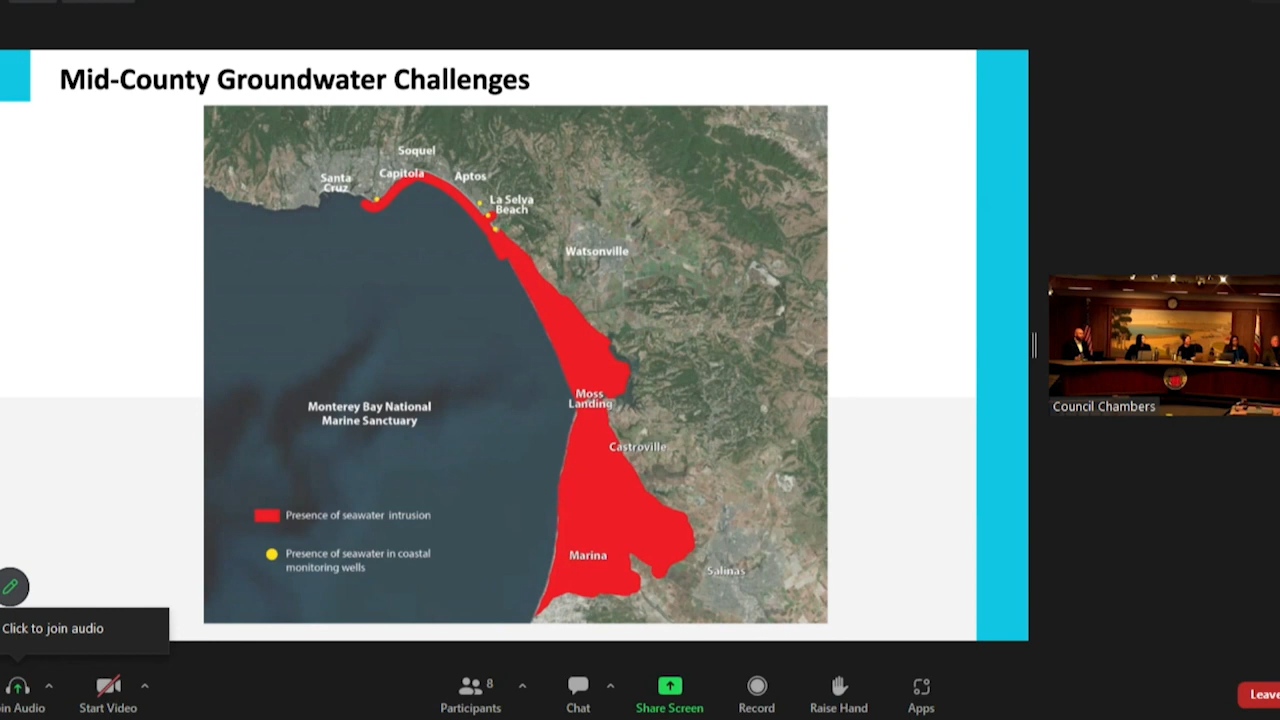 Mid-County Groundwater Challenges
Soquel
Santa
Cruz
Capitola
Aptos
La Selva
Beach
Watsonville
Moss
Landing
Monterey Bay National
Marine Sanctuary
Castroville
Presence of seawater intrusion
Presence of seawater in coastal
monitoring wells
Marina
Salinas
Council Chambers
Click to join audio
in Audio
Start Video
8
Participants
Chat
Share Screen
Record
Raise Hand
Apps
Leave